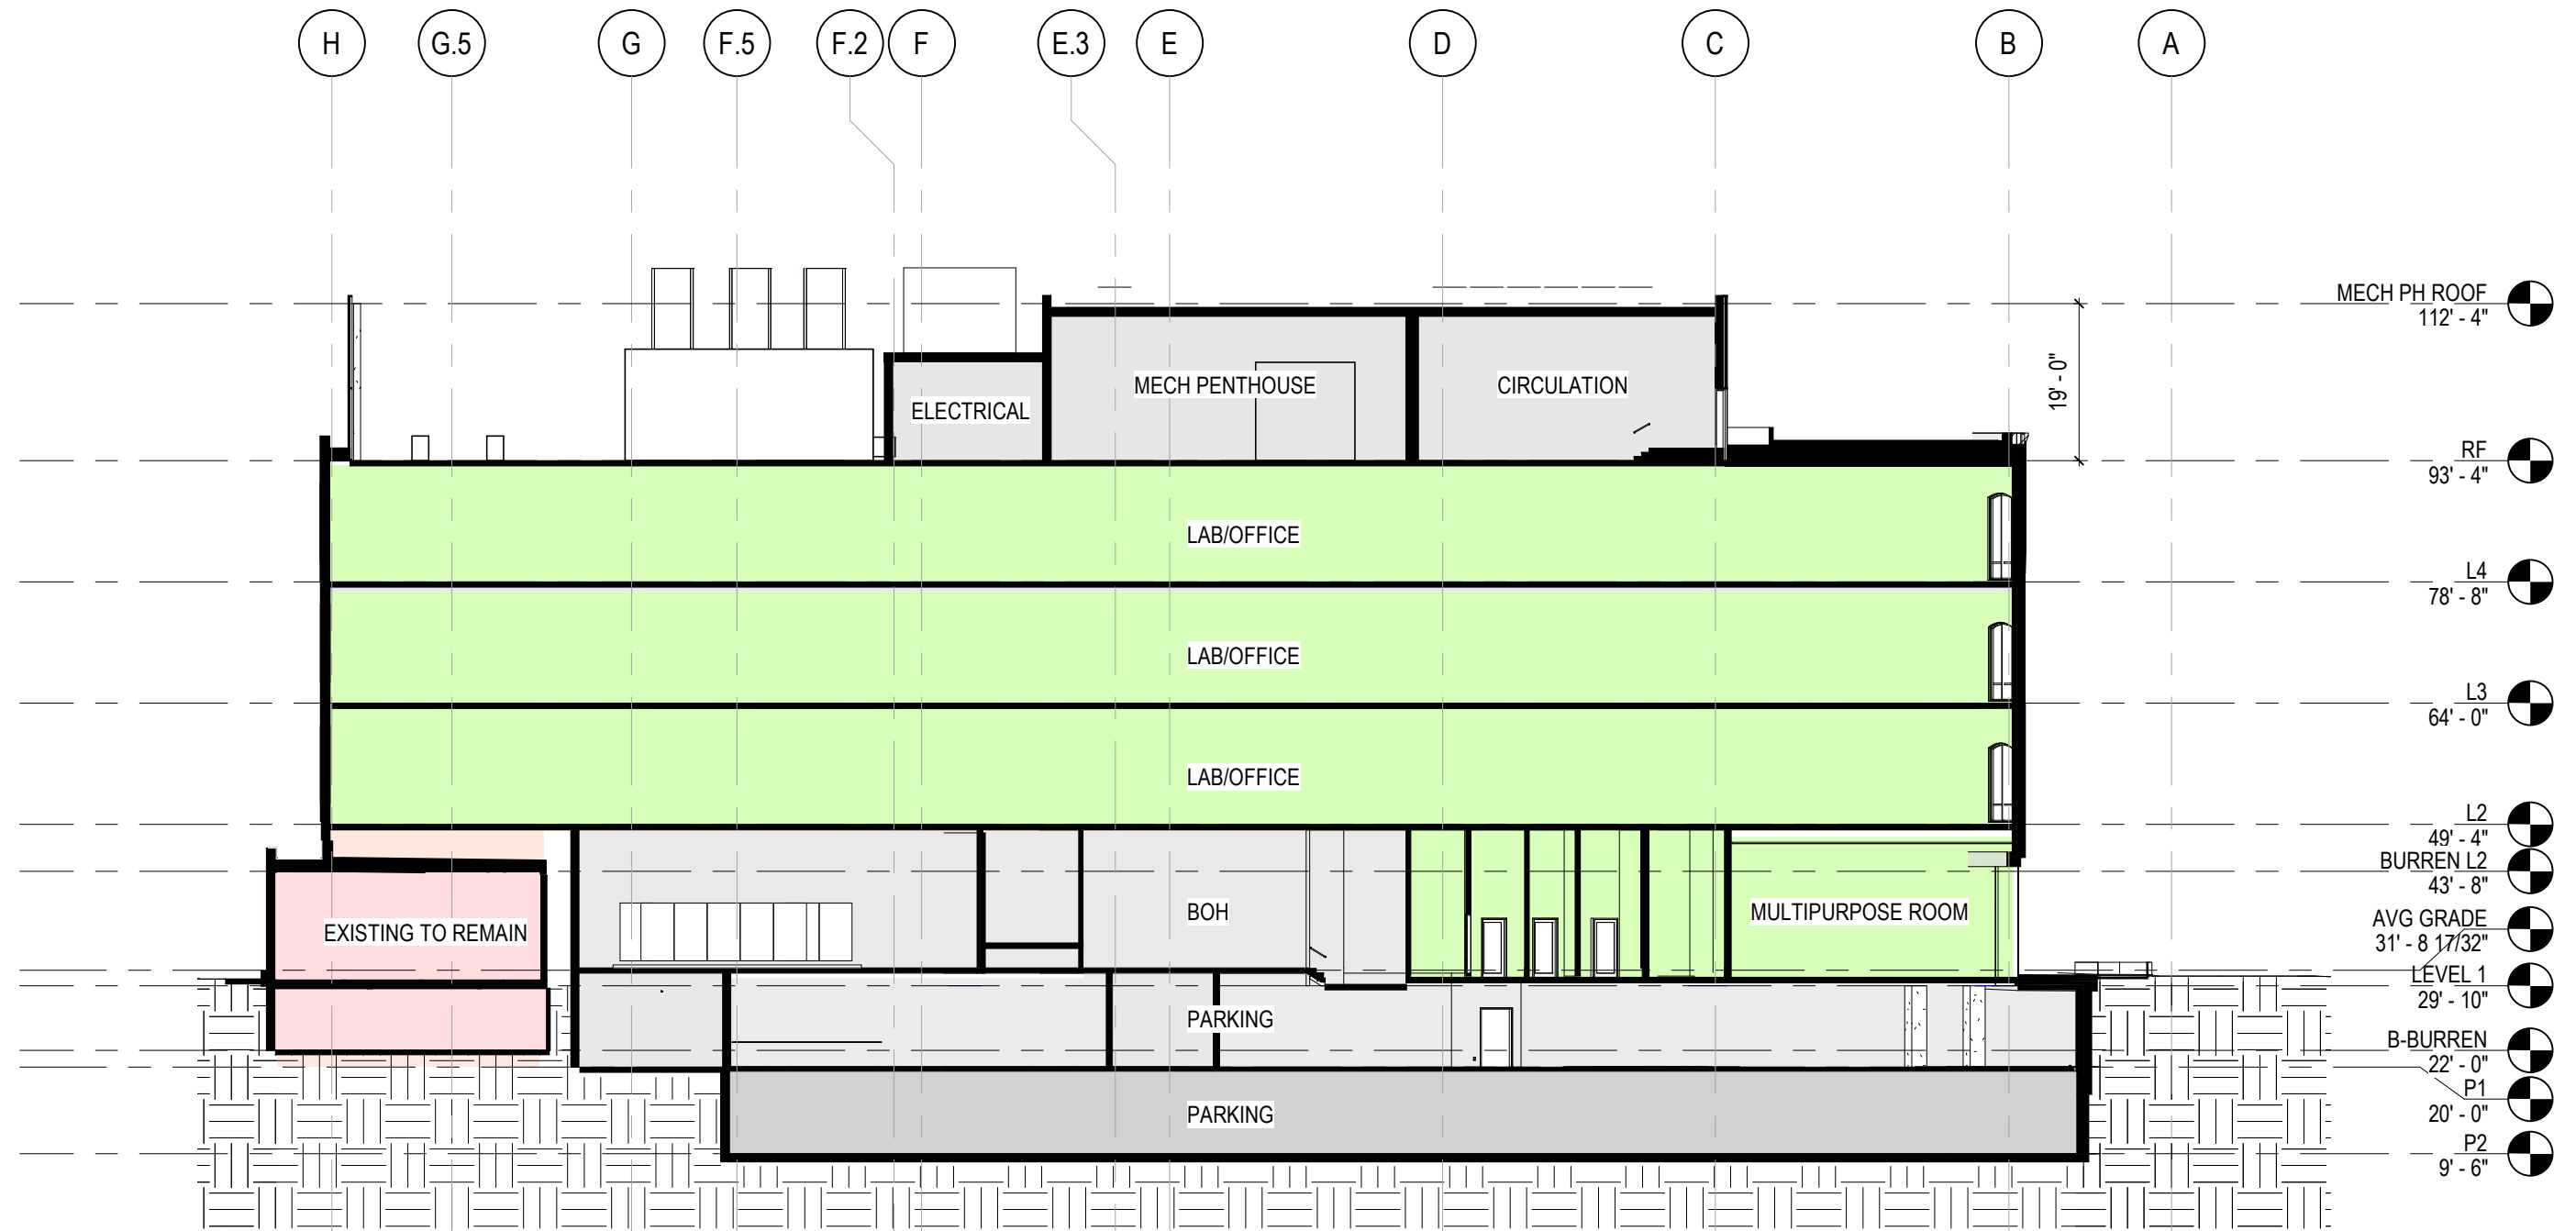 H
G.5
G
F.5
F.2
F
E.3
E
D
C
B
A
MECH PH ROOF
112' - 4"
19' - 0"
MECH PENTHOUSE
CIRCULATION
ELECTRICAL
RF
93' - 4"
LAB/OFFICE
L4
78' - 8"
LAB/OFFICE
L3
64' - 0"
LAB/OFFICE
L2
49' - 4"
BURREN L2
43' - 8"
EXISTING TO REMAIN
BOH
MULTIPURPOSE ROOM
AVG GRADE
31' - 8 17/32"
LEVEL 1
29' - 10"
PARKING
B-BURREN
22' - 0"
P1
20' - 0"
PARKING
P2
9' - 6"